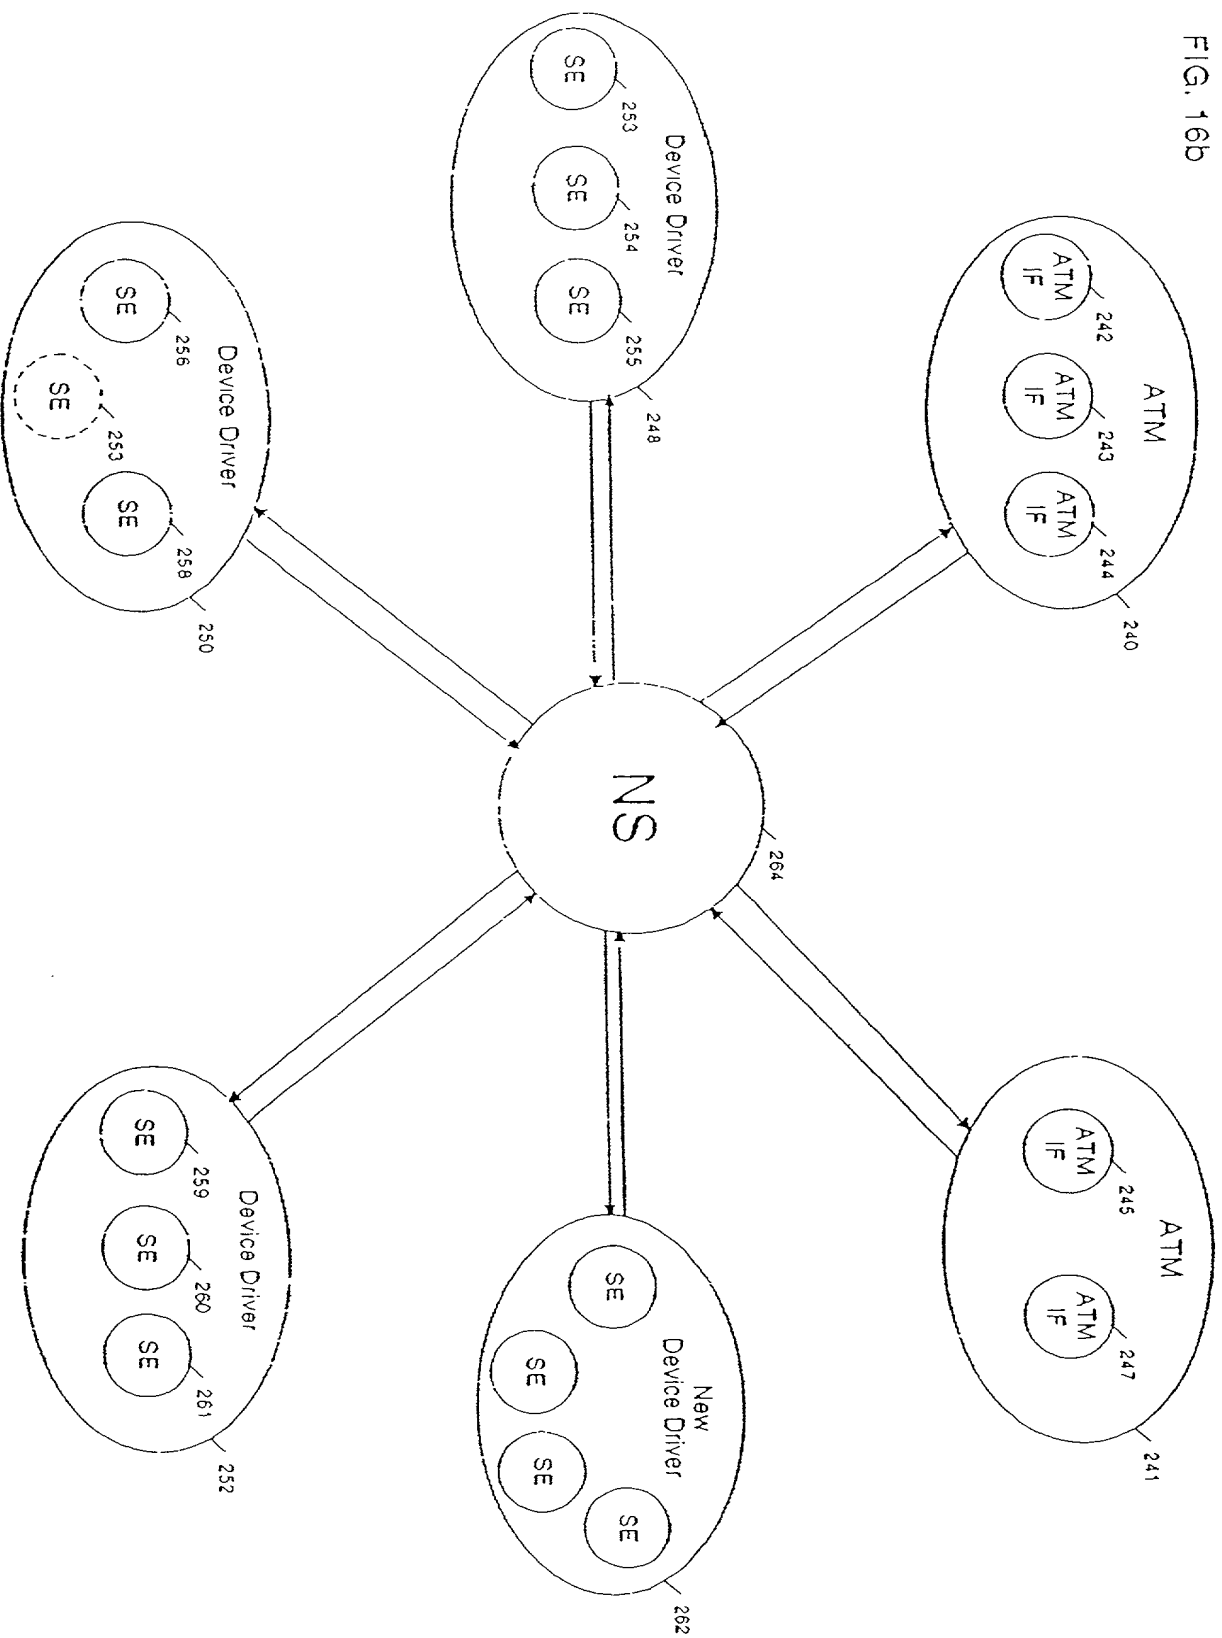 FIG. 16b
ATM
ATM IF
242
ATM IF
243
ATM IF
244
240
ATM
ATM IF
245
ATM IF
247
241
Device Driver
SE
253
SE
254
SE
255
248
NS
264
New
Device Driver
SE
SE
SE
SE
262
Device Driver
SE
256
SE
253
SE
258
250
Device Driver
SE
259
SE
260
SE
261
252